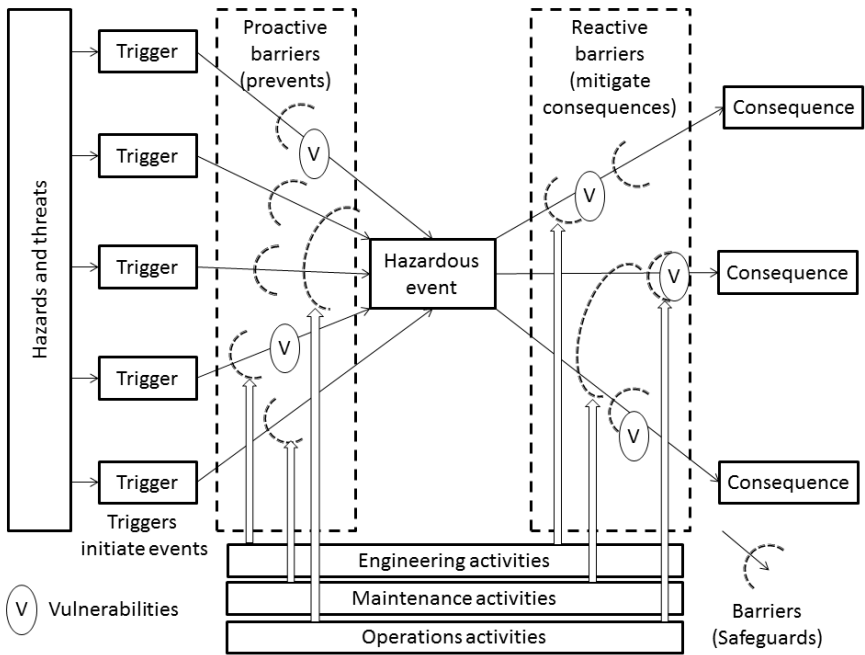 Hazards and threats
Trigger
Trigger
Trigger
Trigger
Trigger
Triggers
initiate events
Proactive
barriers
(prevents)
V
V
Hazardous
event
Reactive
barriers
(mitigate
consequences)
V
V
V
Consequence
Consequence
Consequence
Engineering activities
Maintenance activities
Operations activities
V
Vulnerabilities
Barriers
(Safeguards)